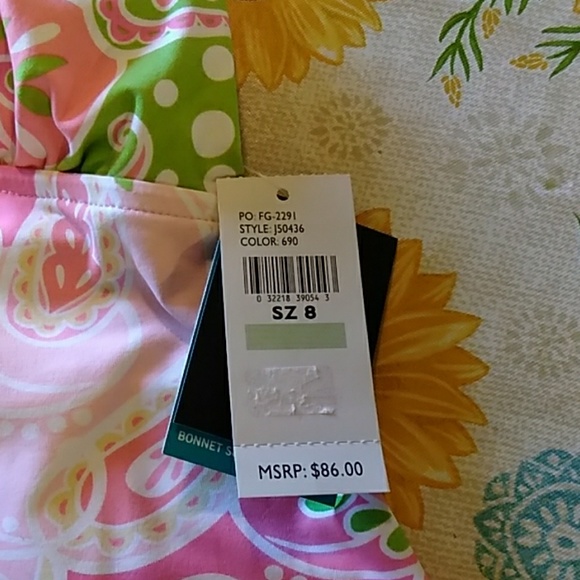 PO: FG-2291
STYLE: J50436
COLOR: 690
0 32218 39054 3
SZ 8
MSRP: $86.00
BONNET